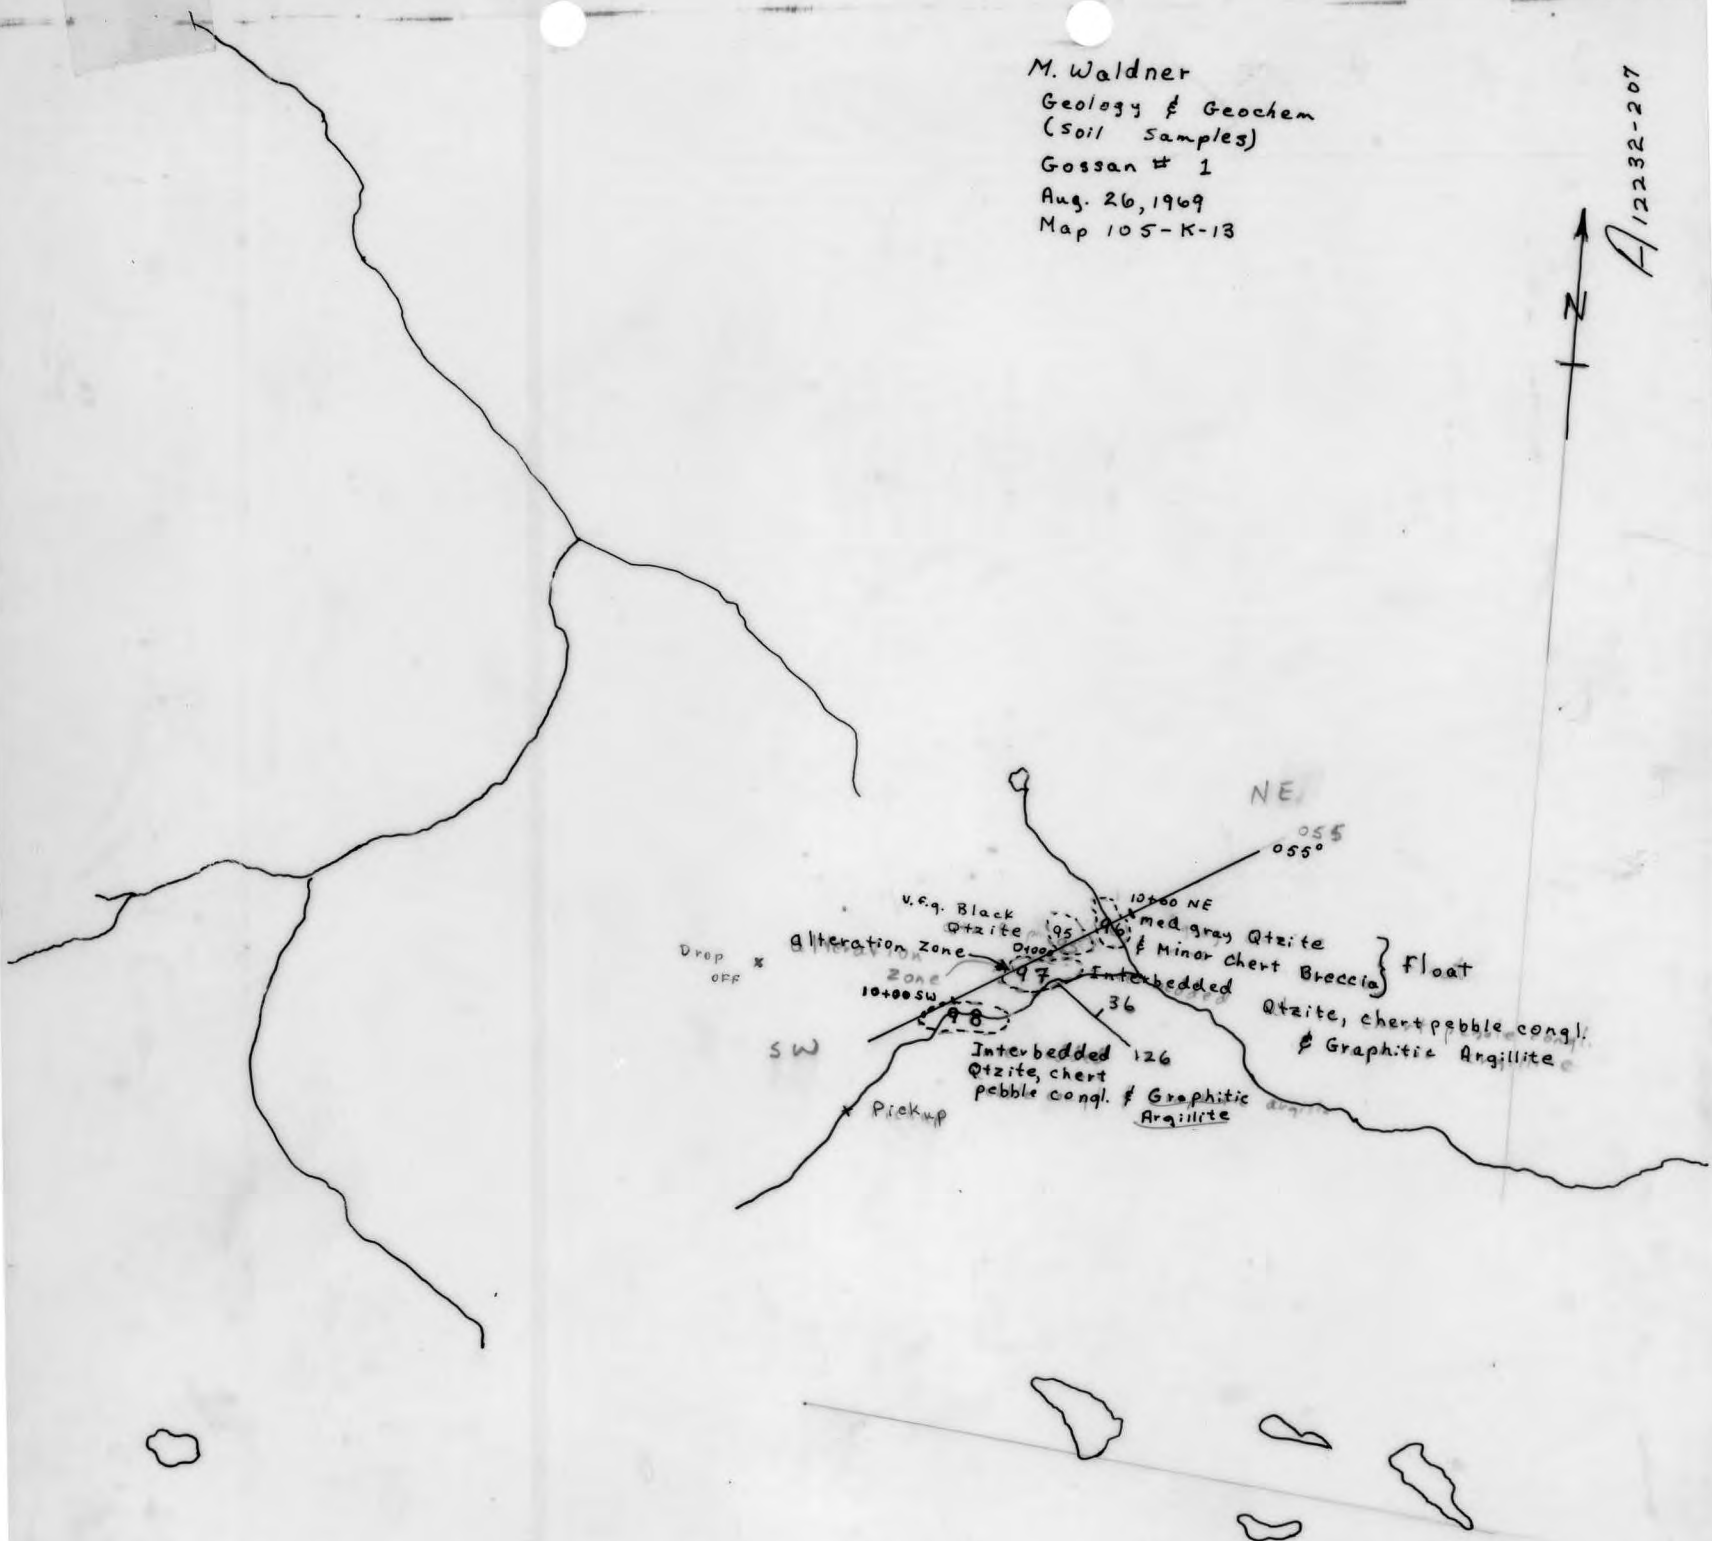 M. Waldner
Geology & Geochem
(Soil Samples)
Gossan # 1
Aug. 26, 1969
Map 105-K-13
A12232-207
N
NE
055
055°
10+00 NE
v.f.g. Black
Qtzite
95
96
med gray Qtzite
& Minor Chert Breccia
} Float
0+00
alteration zone
alteration
zone
Drop x
OFF
97
Interbedded
Qtzite, chert pebble congl.
& Graphitic Argillite
10+00 SW
98
36
126
SW
Interbedded
Qtzite, chert
pebble congl. & Graphitic
Argillite
x Pickup